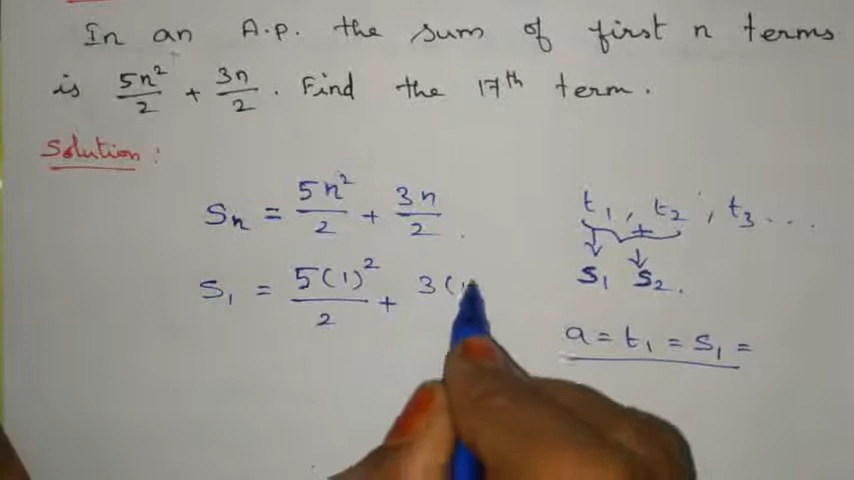 In an A.P. the sum of first n terms
is 5n²/2 + 3n/2 . Find the 17th term.
Solution :
Sn = 5n²/2 + 3n/2
t1, t2, t3 ...
+
S1 S2.
S1 = 5(1)²/2 + 3(1
a = t1 = S1 =